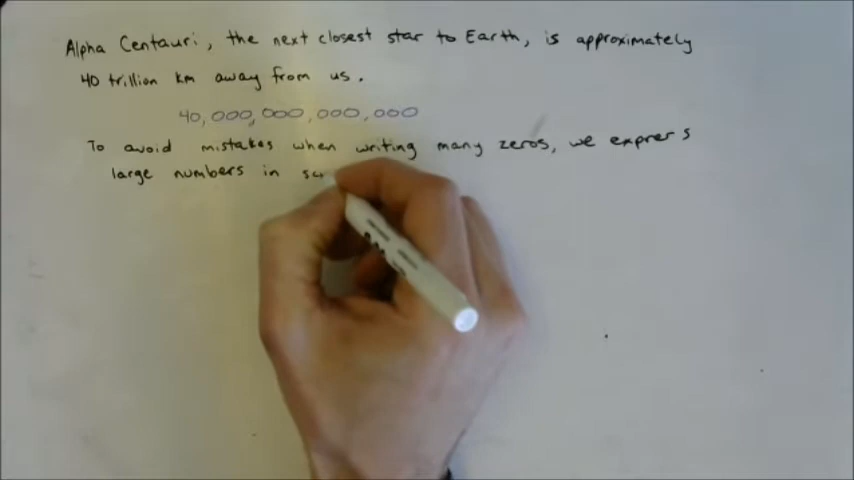 Alpha Centauri, the next closest star to Earth, is approximately
40 trillion km away from us.
40,000,000,000,000
To avoid mistakes when writing many zeros, we express
large numbers in sc